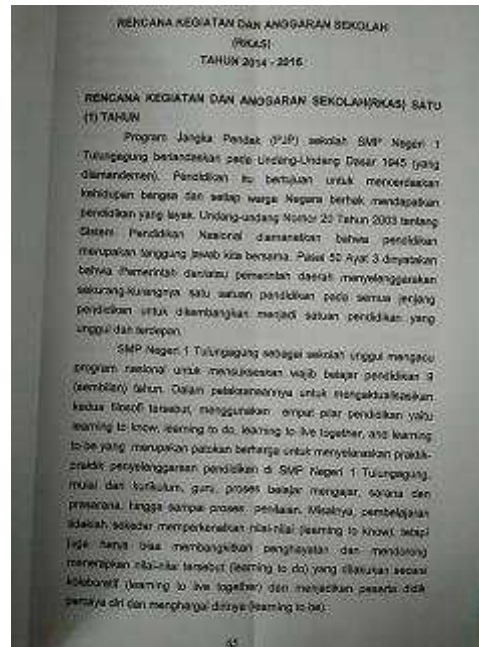 RENCANA KEGIATAN DAN ANGGARAN SEKOLAH
(RKAS)
TAHUN 2014 - 2015
RENCANA KEGIATAN DAN ANGGARAN SEKOLAH(RKAS) SATU
(1) TAHUN
Program Jangka Pendek (PJP) sekolah SMP Negeri 1
Tulungagung berlandaskan pada Undang-Undang Dasar 1945 (yang
diamandemen). Pendidikan itu bertujuan untuk mencerdaskan
kehidupan bangsa dan setiap warga Negara berhak mendapatkan
pendidikan yang layak. Undang-undang Nomor 20 Tahun 2003 tentang
Sistem Pendidikan Nasional diamanatkan bahwa pendidikan
merupakan tanggung jawab kita bersama. Pasal 50 Ayat 3 dinyatakan
bahwa Pemerintah dan/atau pemerintah daerah menyelenggarakan
sekurang-kurangnya satu satuan pendidikan pada semua jenjang
pendidikan untuk dikembangkan menjadi satuan pendidikan yang
unggul dan terdepan.
SMP Negeri 1 Tulungagung sebagai sekolah unggul mengacu
program nasional untuk mensukseskan wajib belajar pendidikan 9
(sembilan) tahun. Dalam pelaksanaannya untuk mengaktualisasikan
kedua filosofi tersebut, menggunakan empat pilar pendidikan yaitu
learning to know, learning to do, learning to live together, and learning
to be yang merupakan patokan berharga untuk menyelaraskan praktik-
praktik penyelenggaraan pendidikan di SMP Negeri 1 Tulungagung,
mulai dari kurikulum, guru, proses belajar mengajar, sarana dan
prasarana, hingga sampai proses penilaian. Misalnya, pembelajaran
tidaklah sekedar memperkenalkan nilai-nilai (learning to know), tetapi
juga harus bisa membangkitkan penghayatan dan mendorong
menerapkan nilai-nilai tersebut (learning to do) yang dilakukan secara
kolaboratif (learning to live together) dan menjadikan peserta didik
percaya diri dan menghargai dirinya (learning to be).
65